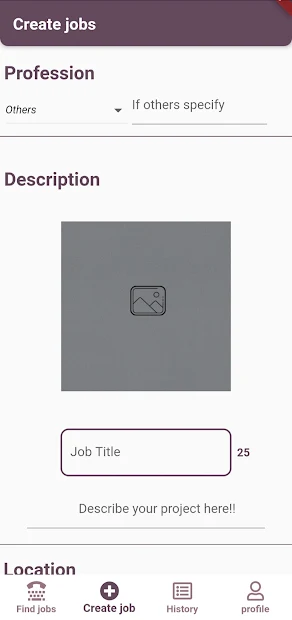 Create jobs
Profession
Others
If others specify
Description
Job Title
25
Describe your project here!!
Location
Find jobs
Create job
History
profile